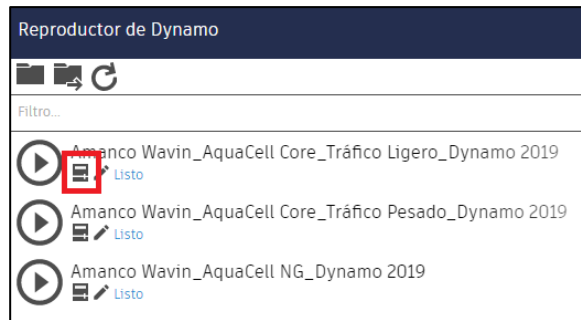 Reproductor de Dynamo
Filtro...
Amanco Wavin_AquaCell Core_Tráfico Ligero_Dynamo 2019
Listo
Amanco Wavin_AquaCell Core_Tráfico Pesado_Dynamo 2019
Listo
Amanco Wavin_AquaCell NG_Dynamo 2019
Listo